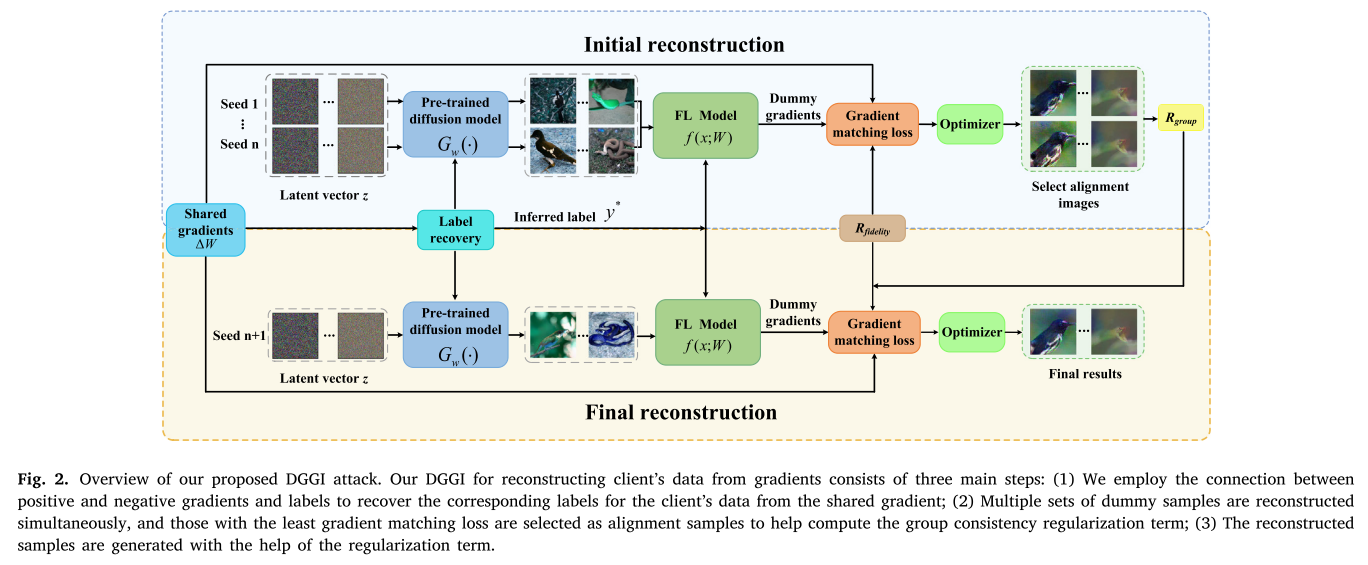 Initial reconstruction
Seed 1
⋮
Seed n
...
...
Latent vector z
Pre-trained
diffusion model
G_w(·)
...
...
FL Model
f(x;W)
Dummy
gradients
Gradient
matching loss
Optimizer
...
...
Select alignment
images
R_group
Shared
gradients
ΔW
Label
recovery
Inferred label y*
R_fidelity
Seed n+1
...
Latent vector z
Pre-trained
diffusion model
G_w(·)
...
FL Model
f(x;W)
Dummy
gradients
Gradient
matching loss
Optimizer
...
Final results
Final reconstruction
Fig. 2. Overview of our proposed DGGI attack. Our DGGI for reconstructing client's data from gradients consists of three main steps: (1) We employ the connection between
positive and negative gradients and labels to recover the corresponding labels for the client's data from the shared gradient; (2) Multiple sets of dummy samples are reconstructed
simultaneously, and those with the least gradient matching loss are selected as alignment samples to help compute the group consistency regularization term; (3) The reconstructed
samples are generated with the help of the regularization term.